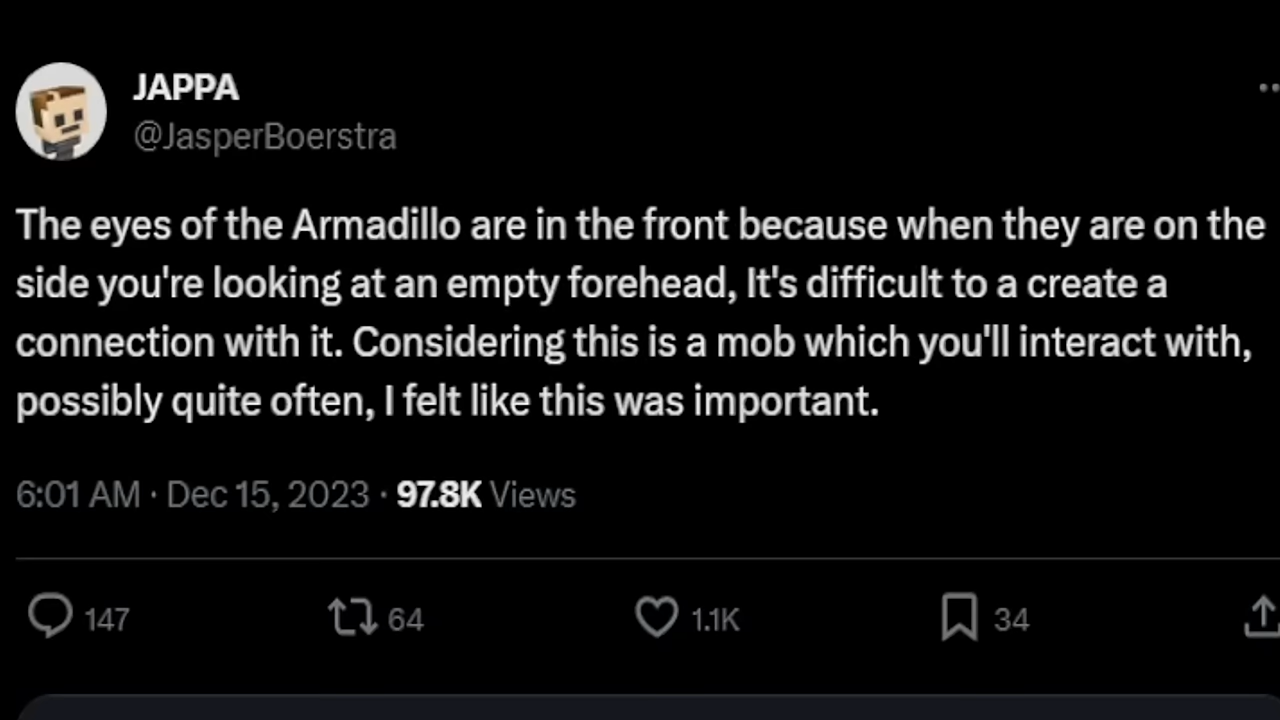 JAPPA
@JasperBoerstra
The eyes of the Armadillo are in the front because when they are on the
side you're looking at an empty forehead, It's difficult to a create a
connection with it. Considering this is a mob which you'll interact with,
possibly quite often, I felt like this was important.
6:01 AM · Dec 15, 2023 · 97.8K Views
147 64 1.1K 34